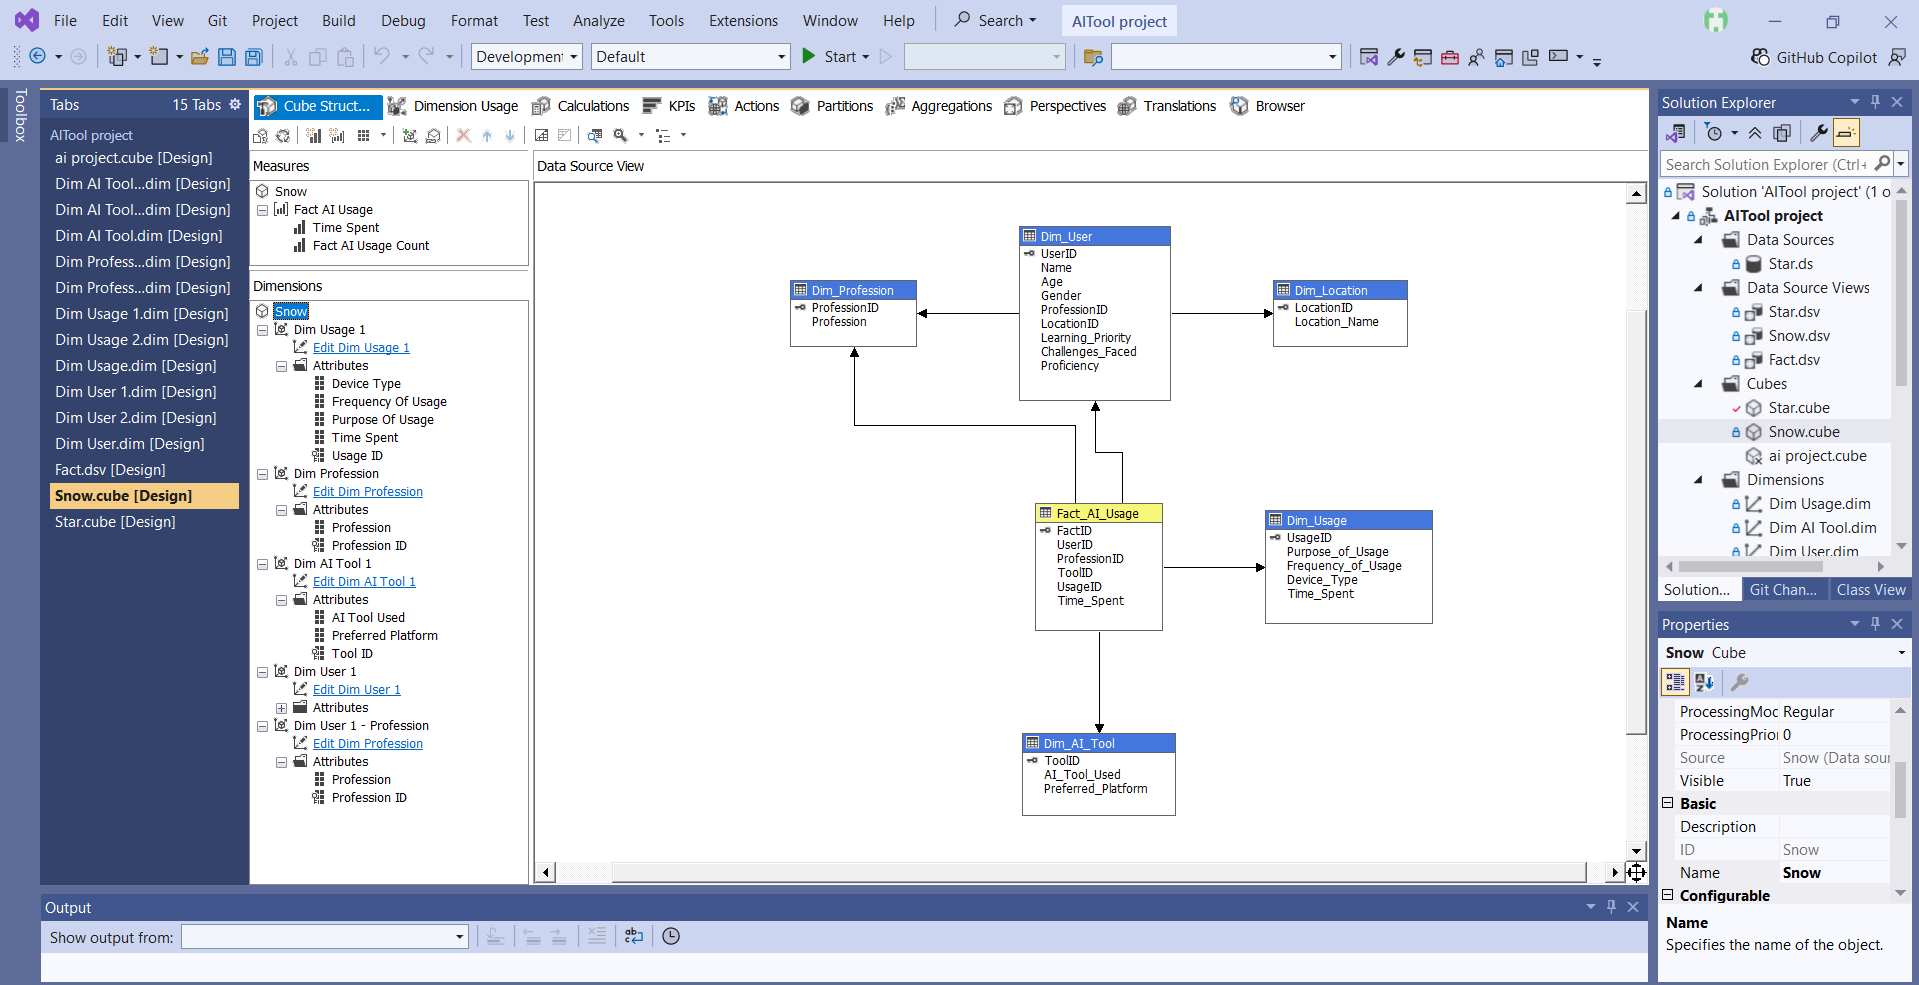 File Edit View Git Project Build Debug Format Test Analyze Tools Extensions Window Help Search AITool project
Development Default Start GitHub Copilot
Toolbox
Tabs 15 Tabs
AITool project
ai project.cube [Design]
Dim AI Tool...dim [Design]
Dim AI Tool...dim [Design]
Dim AI Tool.dim [Design]
Dim Profess...dim [Design]
Dim Profess...dim [Design]
Dim Usage 1.dim [Design]
Dim Usage 2.dim [Design]
Dim Usage.dim [Design]
Dim User 1.dim [Design]
Dim User 2.dim [Design]
Dim User.dim [Design]
Fact.dsv [Design]
Snow.cube [Design]
Star.cube [Design]
Cube Struct... Dimension Usage Calculations KPIs Actions Partitions Aggregations Perspectives Translations Browser
Measures
Snow
Fact AI Usage
Time Spent
Fact AI Usage Count
Dimensions
Snow
Dim Usage 1
Edit Dim Usage 1
Attributes
Device Type
Frequency Of Usage
Purpose Of Usage
Time Spent
Usage ID
Dim Profession
Edit Dim Profession
Attributes
Profession
Profession ID
Dim AI Tool 1
Edit Dim AI Tool 1
Attributes
AI Tool Used
Preferred Platform
Tool ID
Dim User 1
Edit Dim User 1
Attributes
Dim User 1 - Profession
Edit Dim Profession
Attributes
Profession
Profession ID
Data Source View
Dim_User
UserID
Name
Age
Gender
ProfessionID
LocationID
Learning_Priority
Challenges_Faced
Proficiency
Dim_Profession
ProfessionID
Profession
Dim_Location
LocationID
Location_Name
Fact_AI_Usage
FactID
UserID
ProfessionID
ToolID
UsageID
Time_Spent
Dim_Usage
UsageID
Purpose_of_Usage
Frequency_of_Usage
Device_Type
Time_Spent
Dim_AI_Tool
ToolID
AI_Tool_Used
Preferred_Platform
Solution Explorer
Search Solution Explorer (Ctrl+
Solution 'AITool project' (1 o
AITool project
Data Sources
Star.ds
Data Source Views
Star.dsv
Snow.dsv
Fact.dsv
Cubes
Star.cube
Snow.cube
ai project.cube
Dimensions
Dim Usage.dim
Dim AI Tool.dim
Dim User.dim
Solution... Git Chan... Class View
Properties
Snow Cube
ProcessingMoc Regular
ProcessingPrior 0
Source Snow (Data sour
Visible True
Basic
Description
ID Snow
Name Snow
Configurable
Name
Specifies the name of the object.
Output
Show output from: